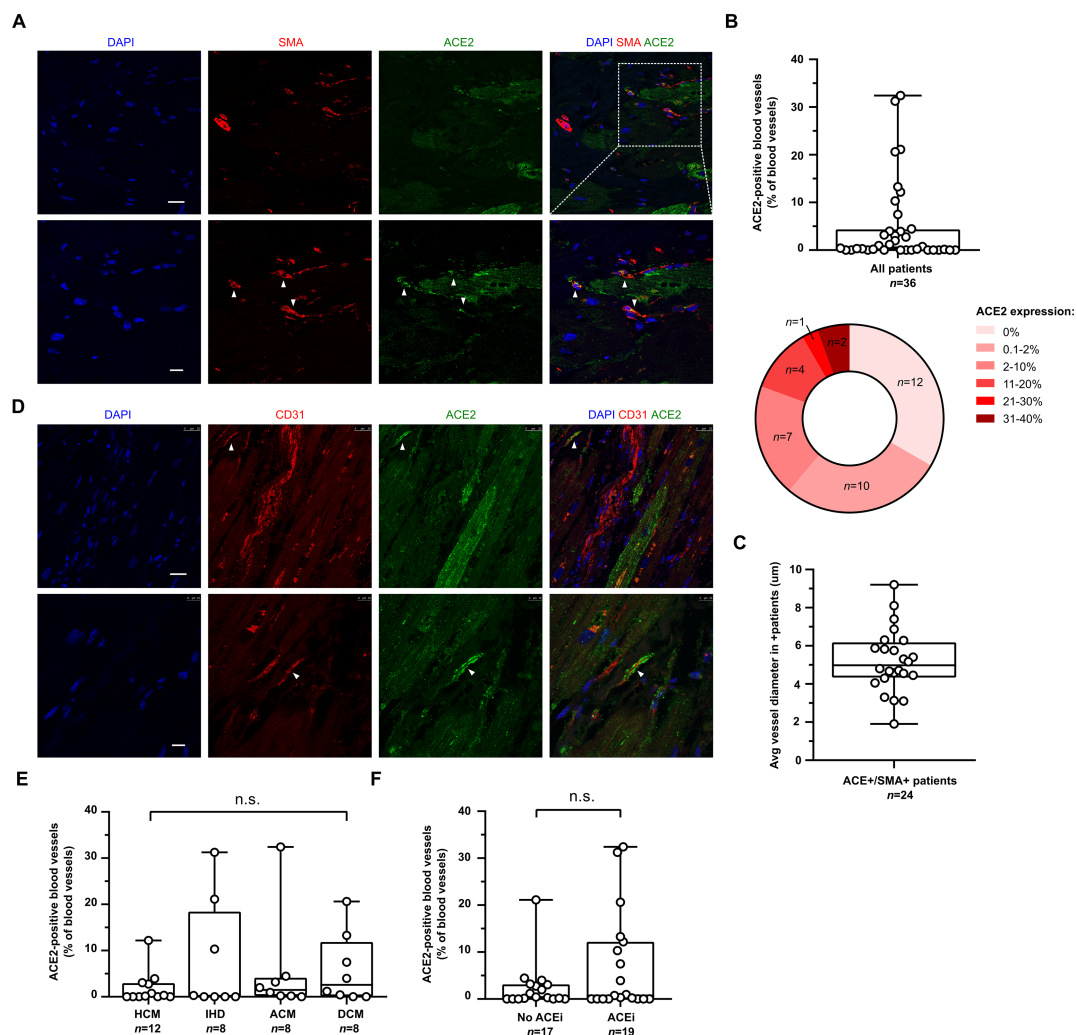 A
DAPI
SMA
ACE2
DAPI SMA ACE2
B
ACE2-positive blood vessels
(% of blood vessels)
40
30
20
10
0
All patients
n=36
ACE2 expression:
0%
0.1-2%
2-10%
11-20%
21-30%
31-40%
n=1
n=2
n=4
n=12
n=7
n=10
C
Avg vessel diameter in +patients (um)
10
8
6
4
2
0
ACE+/SMA+ patients
n=24
D
DAPI
CD31
ACE2
DAPI CD31 ACE2
E
n.s.
ACE2-positive blood vessels
(% of blood vessels)
40
30
20
10
0
HCM
n=12
IHD
n=8
ACM
n=8
DCM
n=8
F
n.s.
ACE2-positive blood vessels
(% of blood vessels)
40
30
20
10
0
No ACEi
n=17
ACEi
n=19